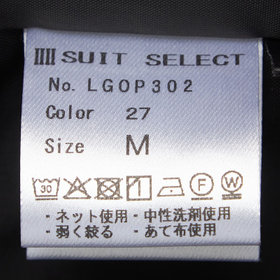 SUIT SELECT
No. LGOP302
Color 27
Size M
30 F W
・ネット使用 ・中性洗剤使用
・弱く絞る ・あて布使用